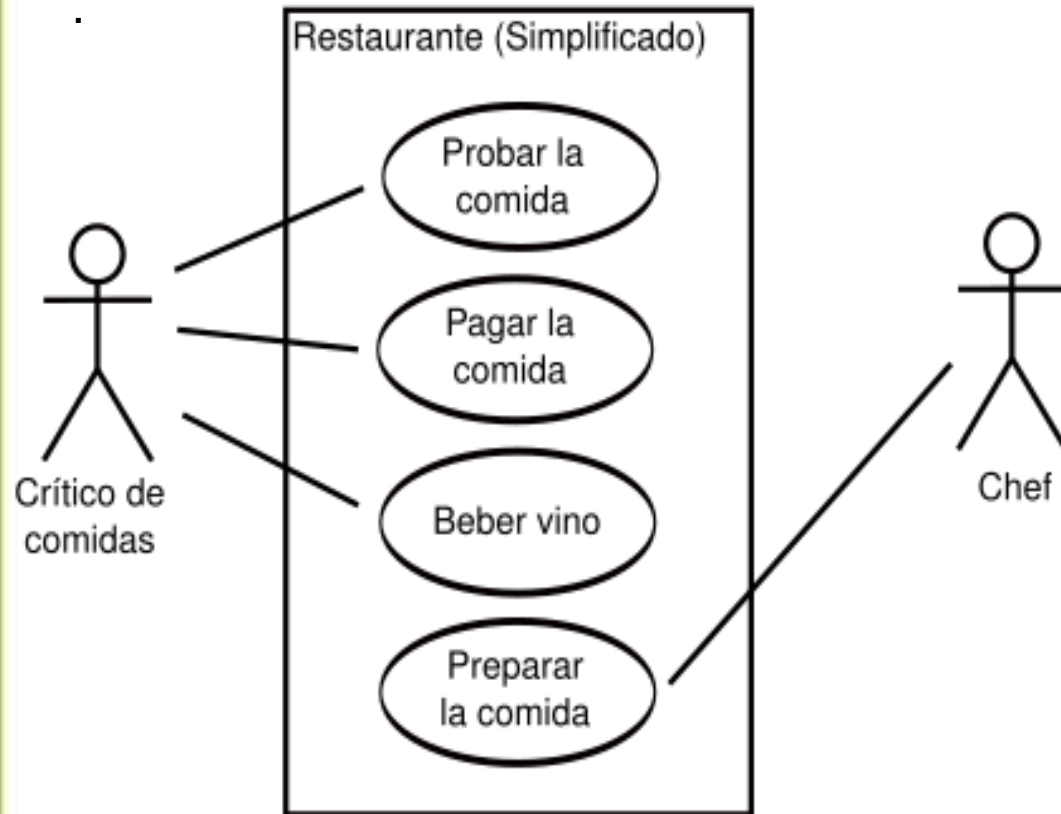 Restaurante (Simplificado)
Probar la
comida
Pagar la
comida
Beber vino
Preparar
la comida
Crítico de
comidas
Chef